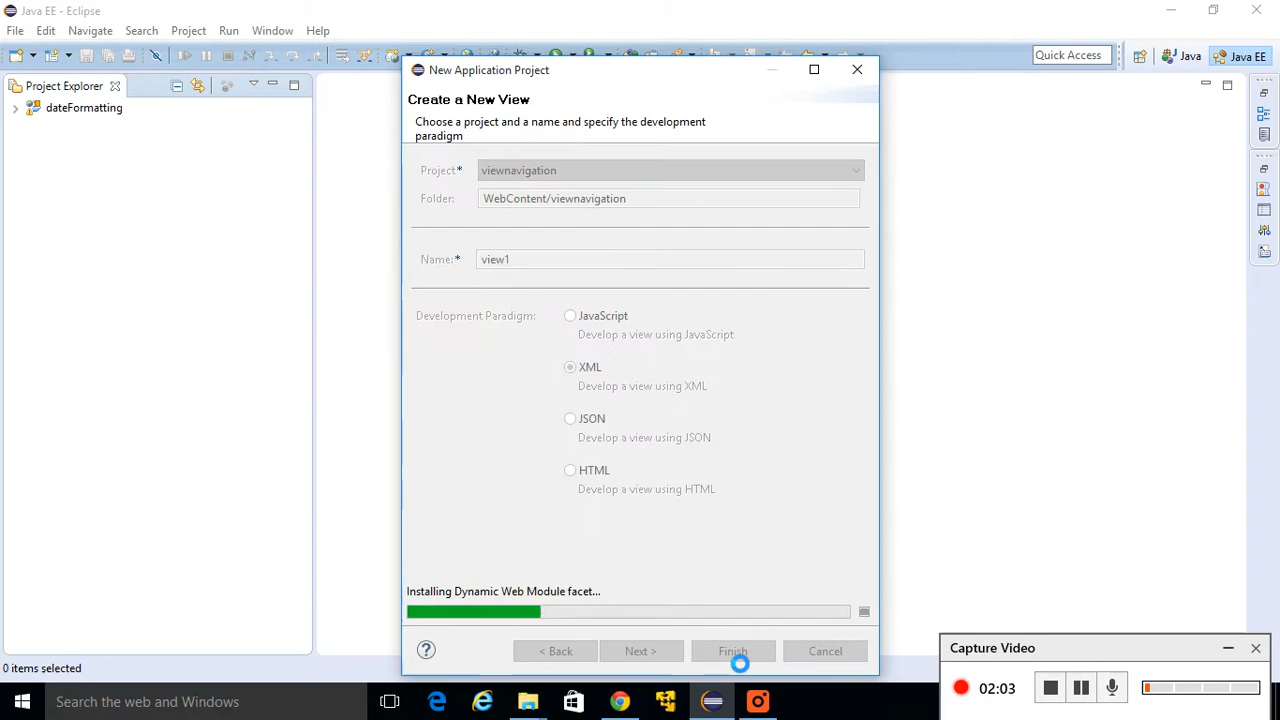 Java EE - Eclipse
File Edit Navigate Search Project Run Window Help
Quick Access
Java
Java EE
Project Explorer
dateFormatting
New Application Project
Create a New View
Choose a project and a name and specify the development
paradigm
Project* viewnavigation
Folder: WebContent/viewnavigation
Name:* view1
Development Paradigm: JavaScript
Develop a view using JavaScript
XML
Develop a view using XML
JSON
Develop a view using JSON
HTML
Develop a view using HTML
Installing Dynamic Web Module facet...
? < Back Next > Finish Cancel
0 items selected
Capture Video
02:03
Search the web and Windows